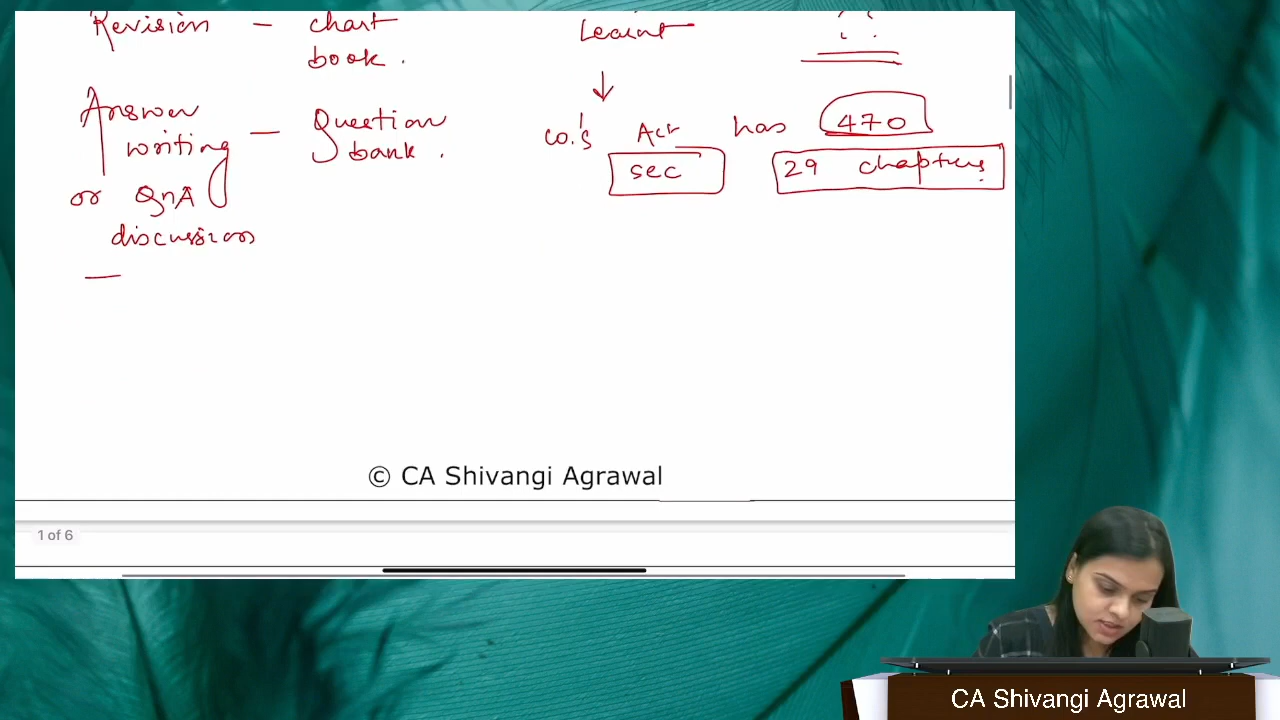 Revision - chart
book.
Answer
writing - Question
bank.
or QnA
discussion
-
↓
co.'s Act has 470
sec 29 chapters
© CA Shivangi Agrawal
1 of 6
CA Shivangi Agrawal